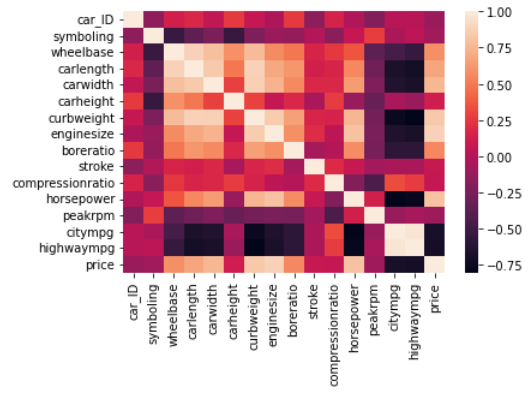 car_ID
symboling
wheelbase
carlength
carwidth
carheight
curbweight
enginesize
boreratio
stroke
compressionratio
horsepower
peakrpm
citympg
highwaympg
price
car_ID
symboling
wheelbase
carlength
carwidth
carheight
curbweight
enginesize
boreratio
stroke
compressionratio
horsepower
peakrpm
citympg
highwaympg
price
1.00
0.75
0.50
0.25
0.00
−0.25
−0.50
−0.75